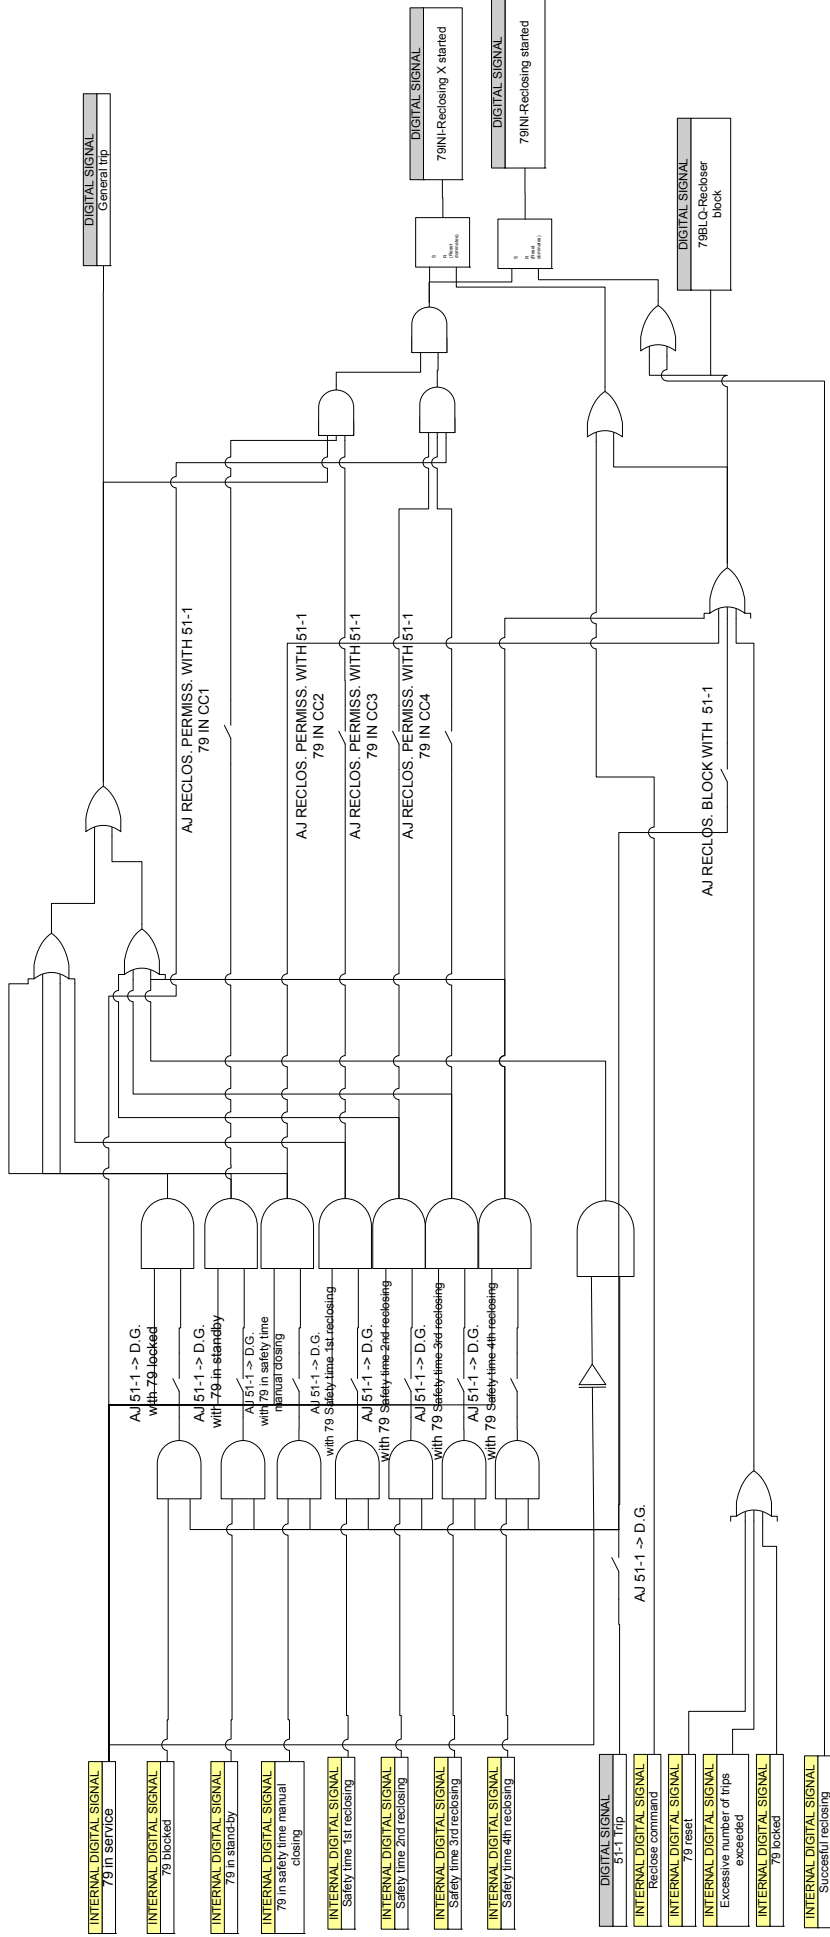 DIGITAL SIGNAL
General trip
DIGITAL SIGNAL
79INI-Reclosing X started
DIGITAL SIGNAL
79INI-Reclosing started
DIGITAL SIGNAL
79BLQ-Recloser
block
S
R
(Reset
dominates)
S
R
(Reset
dominates)
AJ RECLOS. PERMISS. WITH 51-1
79 IN CC1
AJ RECLOS. PERMISS. WITH 51-1
79 IN CC2
AJ RECLOS. PERMISS. WITH 51-1
79 IN CC3
AJ RECLOS. PERMISS. WITH 51-1
79 IN CC4
AJ RECLOS. BLOCK WITH 51-1
AJ 51-1 -> D.G.
with 79 locked
AJ 51-1 -> D.G.
with 79 in standby
AJ 51-1 -> D.G.
with 79 in safety time
manual closing
AJ 51-1 -> D.G.
with 79 Safety time 1st reclosing
AJ 51-1 -> D.G.
with 79 Safety time 2nd reclosing
AJ 51-1 -> D.G.
with 79 Safety time 3rd reclosing
AJ 51-1 -> D.G.
with 79 Safety time 4th reclosing
AJ 51-1 -> D.G.
INTERNAL DIGITAL SIGNAL
79 in service
INTERNAL DIGITAL SIGNAL
79 blocked
INTERNAL DIGITAL SIGNAL
79 in stand-by
INTERNAL DIGITAL SIGNAL
79 in safety time manual
closing
INTERNAL DIGITAL SIGNAL
Safety time 1st reclosing
INTERNAL DIGITAL SIGNAL
Safety time 2nd reclosing
INTERNAL DIGITAL SIGNAL
Safety time 3rd reclosing
INTERNAL DIGITAL SIGNAL
Safety time 4th reclosing
DIGITAL SIGNAL
51-1 Trip
INTERNAL DIGITAL SIGNAL
Reclose command
INTERNAL DIGITAL SIGNAL
79 reset
INTERNAL DIGITAL SIGNAL
Excessive number of trips
exceeded
INTERNAL DIGITAL SIGNAL
79 locked
INTERNAL DIGITAL SIGNAL
Succesful reclosing